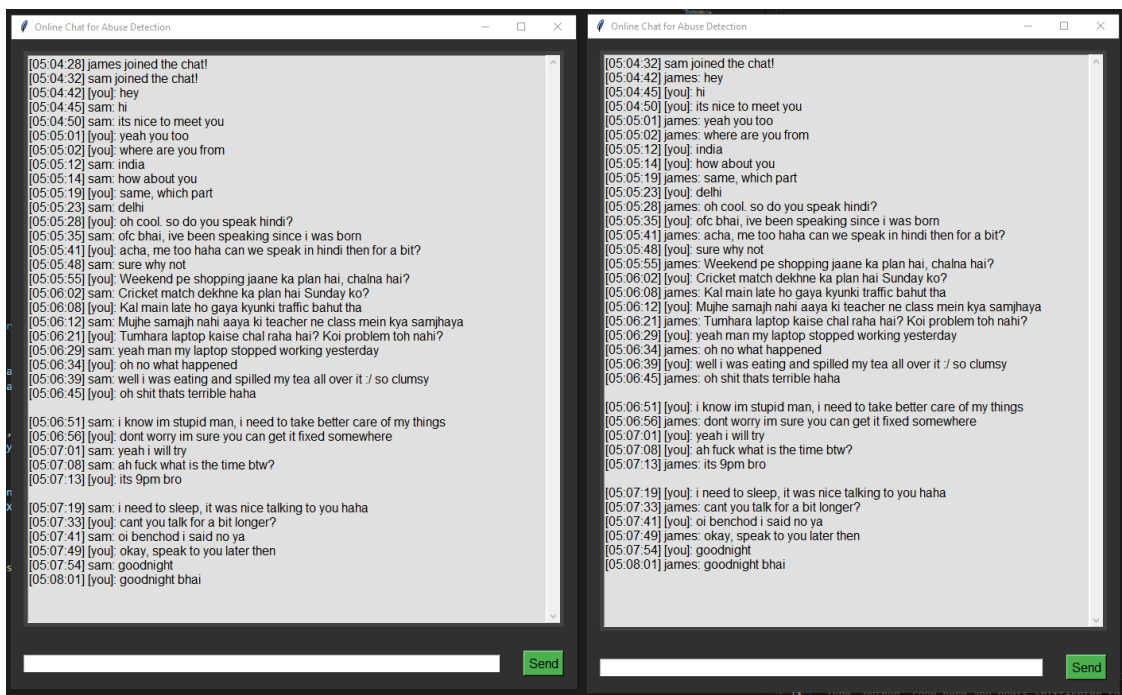 Online Chat for Abuse Detection
[05:04:28] james joined the chat!
[05:04:32] sam joined the chat!
[05:04:42] [you]: hey
[05:04:45] sam: hi
[05:04:50] sam: its nice to meet you
[05:05:01] [you]: yeah you too
[05:05:02] [you]: where are you from
[05:05:12] sam: india
[05:05:14] sam: how about you
[05:05:19] [you]: same, which part
[05:05:23] sam: delhi
[05:05:28] [you]: oh cool. so do you speak hindi?
[05:05:35] sam: ofc bhai, ive been speaking since i was born
[05:05:41] [you]: acha, me too haha can we speak in hindi then for a bit?
[05:05:48] sam: sure why not
[05:05:55] [you]: Weekend pe shopping jaane ka plan hai, chalna hai?
[05:06:02] sam: Cricket match dekhne ka plan hai Sunday ko?
[05:06:08] [you]: Kal main late ho gaya kyunki traffic bahut tha
[05:06:12] sam: Mujhe samajh nahi aaya ki teacher ne class mein kya samjhaya
[05:06:21] [you]: Tumhara laptop kaise chal raha hai? Koi problem toh nahi?
[05:06:29] sam: yeah man my laptop stopped working yesterday
[05:06:34] [you]: oh no what happened
[05:06:39] sam: well i was eating and spilled my tea all over it :/ so clumsy
[05:06:45] [you]: oh shit thats terrible haha
[05:06:51] sam: i know im stupid man, i need to take better care of my things
[05:06:56] [you]: dont worry im sure you can get it fixed somewhere
[05:07:01] sam: yeah i will try
[05:07:08] sam: ah fuck what is the time btw?
[05:07:13] [you]: its 9pm bro
[05:07:19] sam: i need to sleep, it was nice talking to you haha
[05:07:33] [you]: cant you talk for a bit longer?
[05:07:41] sam: oi benchod i said no ya
[05:07:49] [you]: okay, speak to you later then
[05:07:54] sam: goodnight
[05:08:01] [you]: goodnight bhai
Send
Online Chat for Abuse Detection
[05:04:32] sam joined the chat!
[05:04:42] james: hey
[05:04:45] [you]: hi
[05:04:50] [you]: its nice to meet you
[05:05:01] james: yeah you too
[05:05:02] james: where are you from
[05:05:12] [you]: india
[05:05:14] [you]: how about you
[05:05:19] james: same, which part
[05:05:23] [you]: delhi
[05:05:28] james: oh cool. so do you speak hindi?
[05:05:35] [you]: ofc bhai, ive been speaking since i was born
[05:05:41] james: acha, me too haha can we speak in hindi then for a bit?
[05:05:48] [you]: sure why not
[05:05:55] james: Weekend pe shopping jaane ka plan hai, chalna hai?
[05:06:02] [you]: Cricket match dekhne ka plan hai Sunday ko?
[05:06:08] james: Kal main late ho gaya kyunki traffic bahut tha
[05:06:12] [you]: Mujhe samajh nahi aaya ki teacher ne class mein kya samjhaya
[05:06:21] james: Tumhara laptop kaise chal raha hai? Koi problem toh nahi?
[05:06:29] [you]: yeah man my laptop stopped working yesterday
[05:06:34] james: oh no what happened
[05:06:39] [you]: well i was eating and spilled my tea all over it :/ so clumsy
[05:06:45] james: oh shit thats terrible haha
[05:06:51] [you]: i know im stupid man, i need to take better care of my things
[05:06:56] james: dont worry im sure you can get it fixed somewhere
[05:07:01] [you]: yeah i will try
[05:07:08] [you]: ah fuck what is the time btw?
[05:07:13] james: its 9pm bro
[05:07:19] [you]: i need to sleep, it was nice talking to you haha
[05:07:33] james: cant you talk for a bit longer?
[05:07:41] [you]: oi benchod i said no ya
[05:07:49] james: okay, speak to you later then
[05:07:54] [you]: goodnight
[05:08:01] james: goodnight bhai
Send